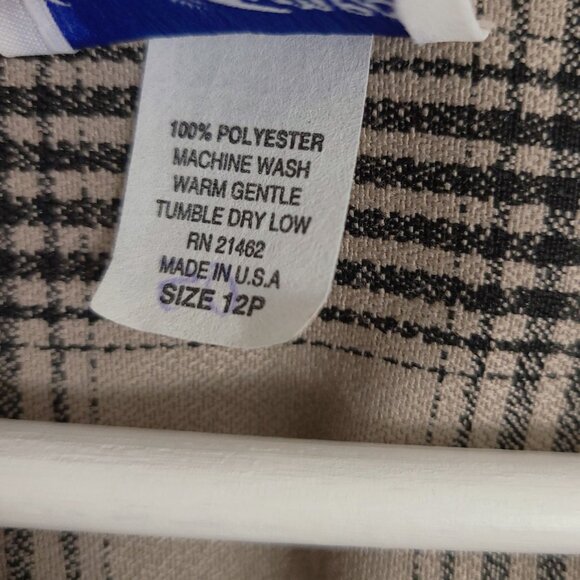 100% POLYESTER
MACHINE WASH
WARM GENTLE
TUMBLE DRY LOW
RN 21462
MADE IN U.S.A
SIZE 12P